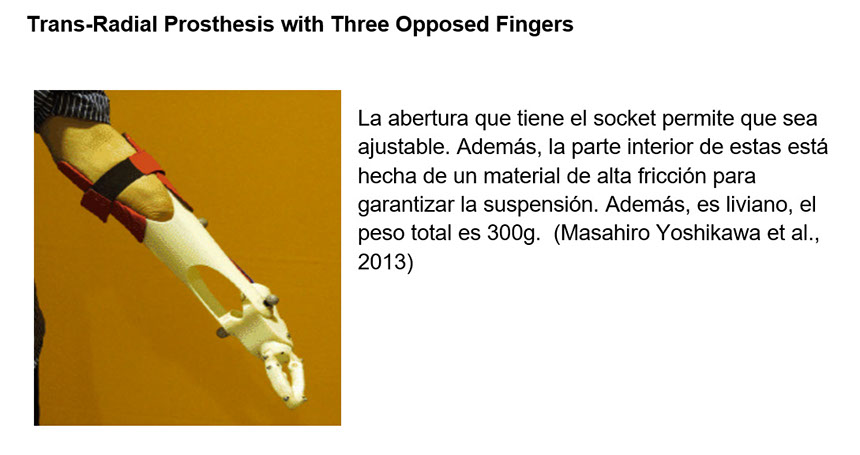 Trans-Radial Prosthesis with Three Opposed Fingers
La abertura que tiene el socket permite que sea
ajustable. Además, la parte interior de estas está
hecha de un material de alta fricción para
garantizar la suspensión. Además, es liviano, el
peso total es 300g.  (Masahiro Yoshikawa et al.,
2013)